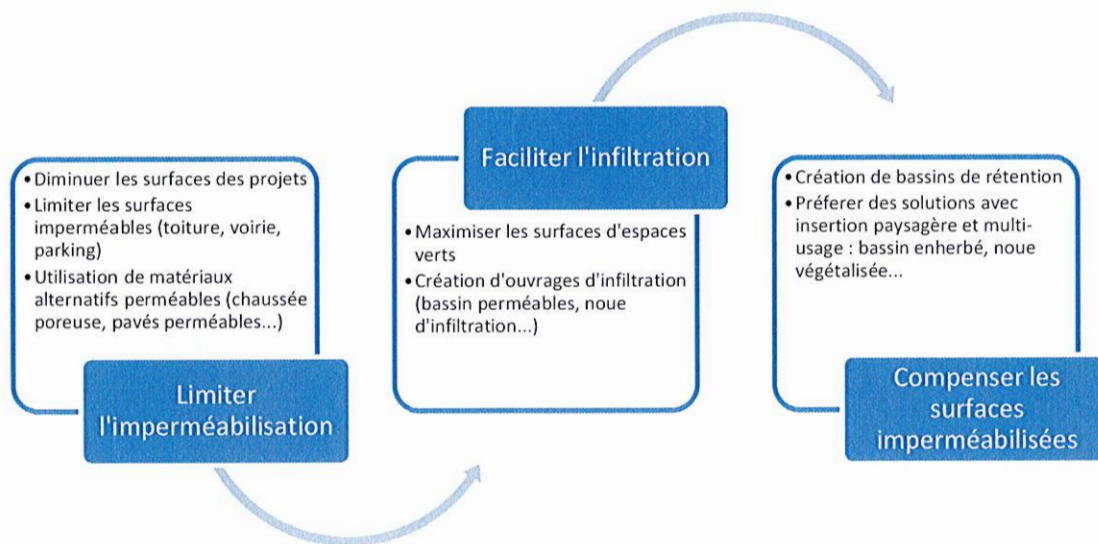 • Diminuer les surfaces des projets
• Limiter les surfaces
imperméables (toiture, voirie,
parking)
• Utilisation de matériaux
alternatifs perméables (chaussée
poreuse, pavés perméables...)
Limiter
l'imperméabilisation
Faciliter l'infiltration
• Maximiser les surfaces d'espaces
verts
• Création d'ouvrages d'infiltration
(bassin perméables, noue
d'infiltration...)
• Création de bassins de rétention
• Préferer des solutions avec
insertion paysagère et multi-
usage : bassin enherbé, noue
végétalisée...
Compenser les
surfaces
imperméabilisées